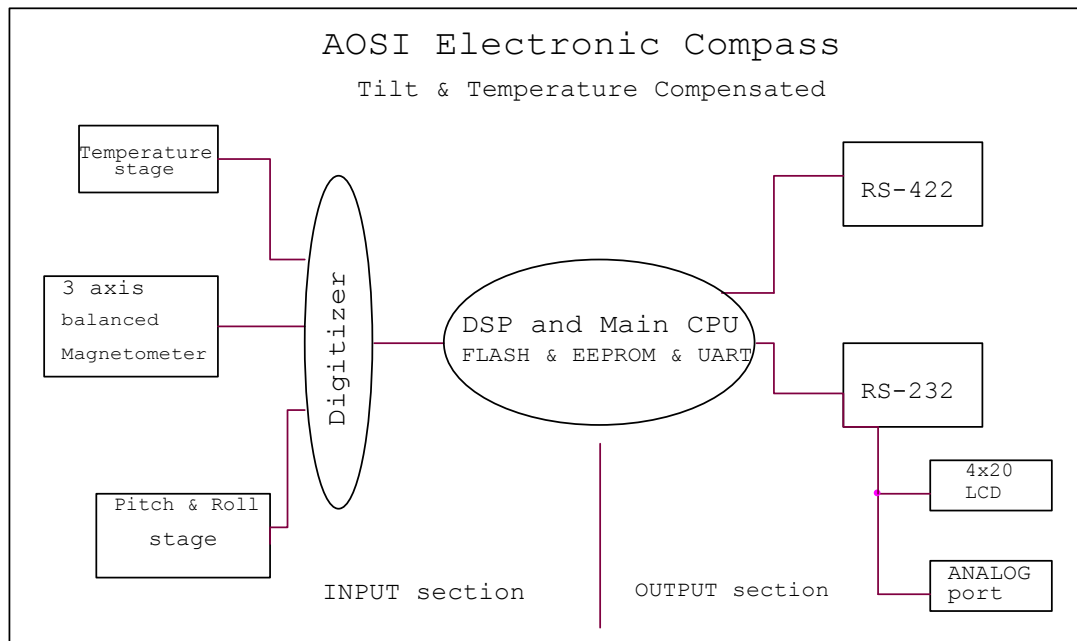 AOSI Electronic Compass
Tilt & Temperature Compensated
Temperature
stage
3 axis
balanced
Magnetometer
Pitch & Roll
stage
Digitizer
DSP and Main CPU
FLASH & EEPROM & UART
RS-422
RS-232
4x20
LCD
ANALOG
port
INPUT section
OUTPUT section